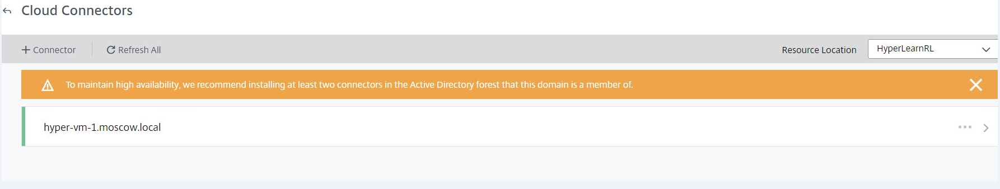 Cloud Connectors
+ Connector
Refresh All
Resource Location
HyperLearnRL
To maintain high availability, we recommend installing at least two connectors in the Active Directory forest that this domain is a member of.
hyper-vm-1.moscow.local